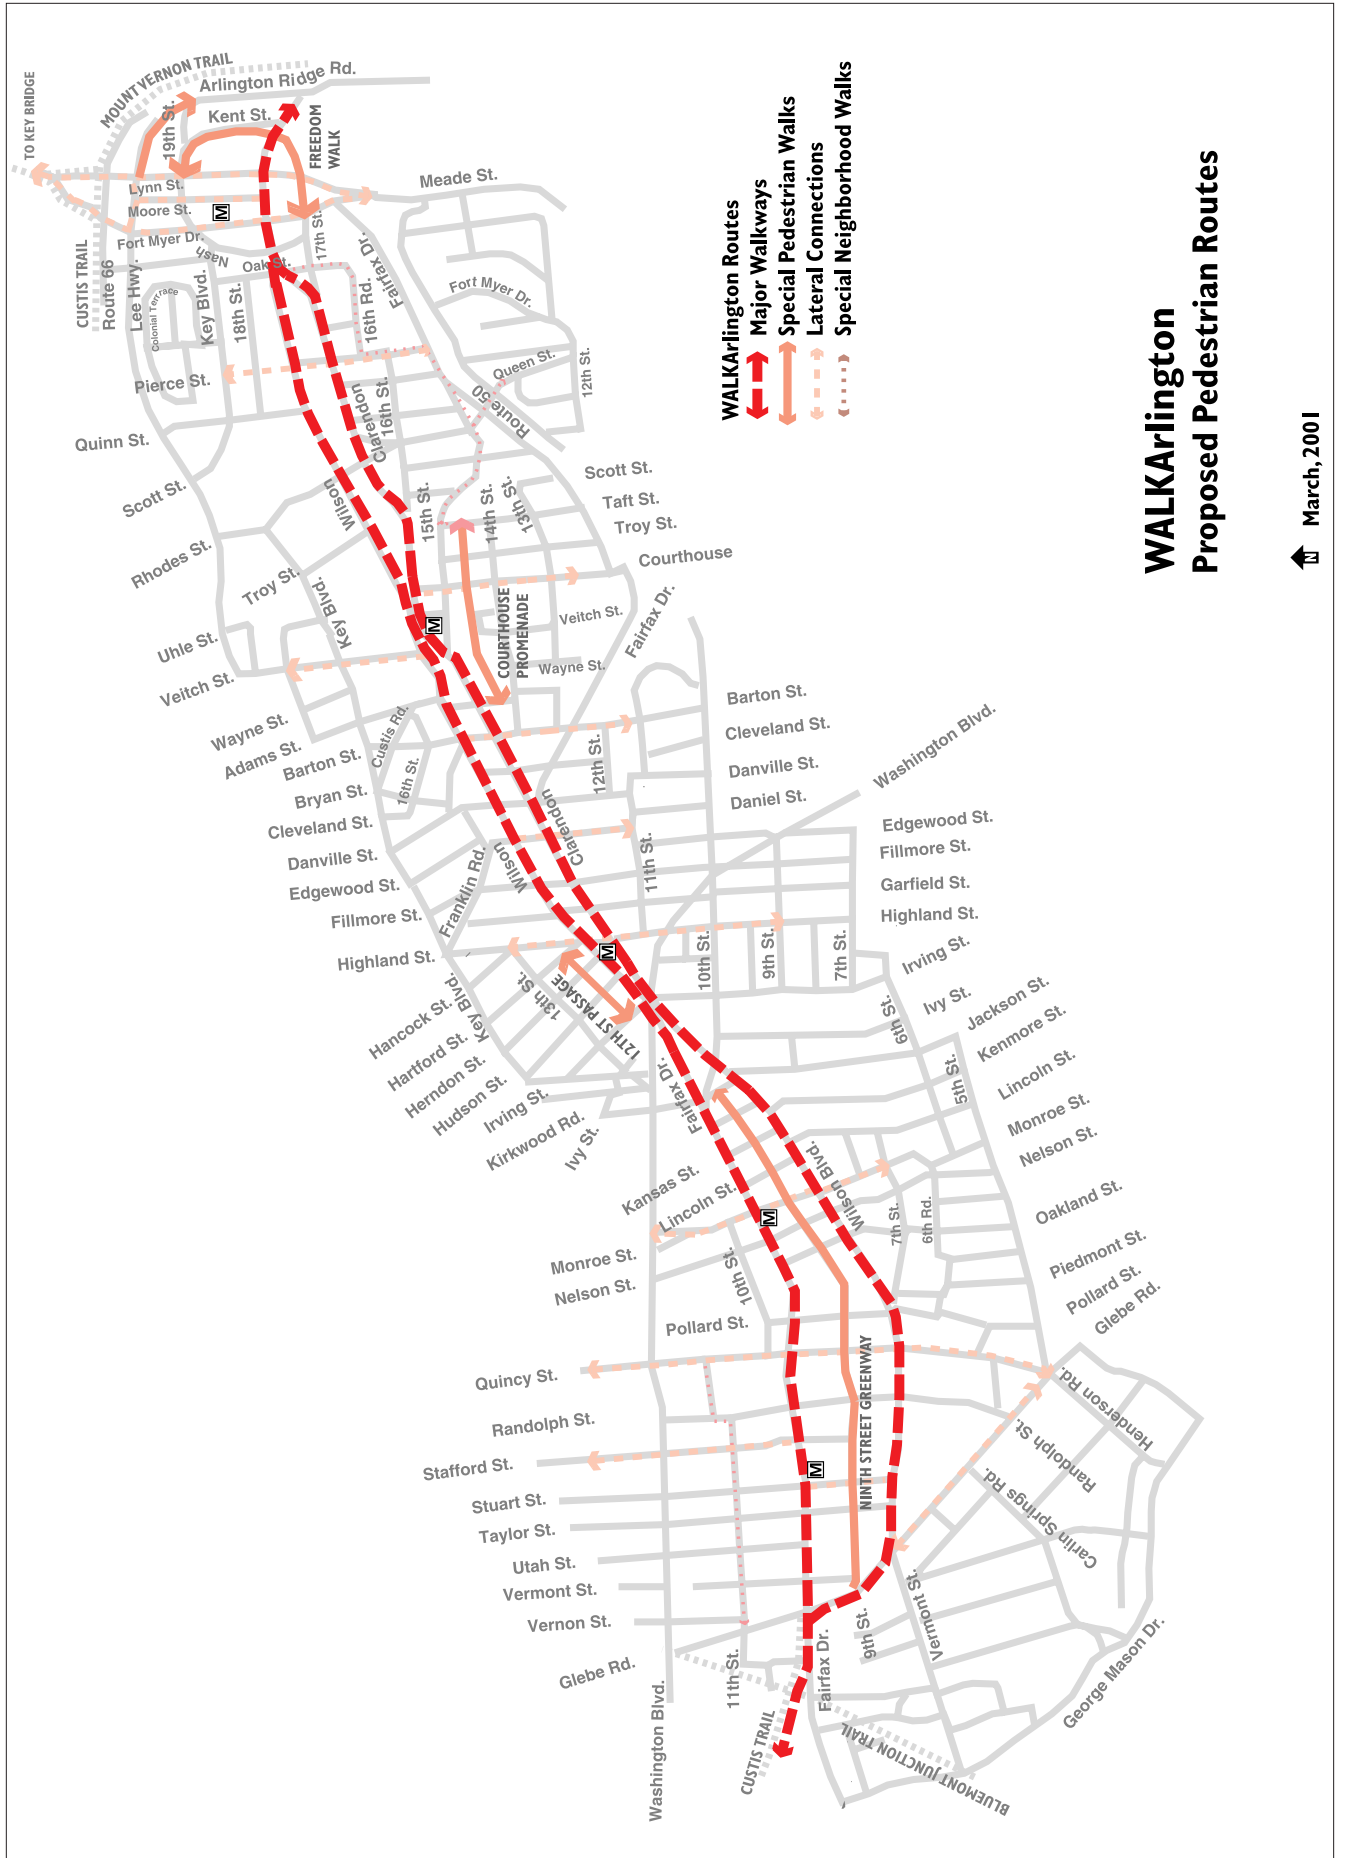 WALKArlington
Proposed Pedestrian Routes
March, 2001
N
WALKArlington Routes
Major Walkways
Special Pedestrian Walks
Lateral Connections
Special Neighborhood Walks
TO KEY BRIDGE
MOUNT VERNON TRAIL
Arlington Ridge Rd.
19th St.
Kent St.
FREEDOM
WALK
Lynn St.
Moore St.
M
Fort Myer Dr.
Nash
Oak St.
17th St.
Meade St.
CUSTIS TRAIL
Route 66
Lee Hwy.
Colonial Terrace
Key Blvd.
18th St.
16th Rd.
Fairfax Dr.
Fort Myer Dr.
Pierce St.
Queen St.
12th St.
Route 50
Quinn St.
Clarendon
16th St.
Scott St.
Wilson
15th St.
14th St.
13th St.
Scott St.
Taft St.
Troy St.
Courthouse
Rhodes St.
Troy St.
Key Blvd.
M
COURTHOUSE
PROMENADE
Veitch St.
Wayne St.
Fairfax Dr.
Uhle St.
Veitch St.
Wayne St.
Adams St.
Barton St.
Custis Rd.
16th St.
Bryan St.
Cleveland St.
Danville St.
Edgewood St.
Fillmore St.
Highland St.
Franklin Rd.
Wilson
Clarendon
12th St.
11th St.
Barton St.
Cleveland St.
Danville St.
Daniel St.
Washington Blvd.
Edgewood St.
Fillmore St.
Garfield St.
Highland St.
Irving St.
Ivy St.
Jackson St.
Kenmore St.
Lincoln St.
Monroe St.
Nelson St.
Oakland St.
Piedmont St.
Pollard St.
Glebe Rd.
10th St.
9th St.
7th St.
6th St.
5th St.
M
13th St.
12TH ST PASSAGE
Key Blvd.
Hancock St.
Hartford St.
Herndon St.
Hudson St.
Irving St.
Kirkwood Rd.
Ivy St.
Fairfax Dr.
Kansas St.
Lincoln St.
Monroe St.
Nelson St.
M
Wilson Blvd.
7th St.
6th Rd.
10th St.
Pollard St.
Quincy St.
Randolph St.
Stafford St.
Stuart St.
Taylor St.
Utah St.
Vermont St.
Vernon St.
Glebe Rd.
M
NINTH STREET GREENWAY
Henderson Rd.
Randolph St.
Carlin Springs Rd.
Vermont St.
9th St.
Fairfax Dr.
11th St.
Washington Blvd.
CUSTIS TRAIL
BLUEMONT JUNCTION TRAIL
George Mason Dr.